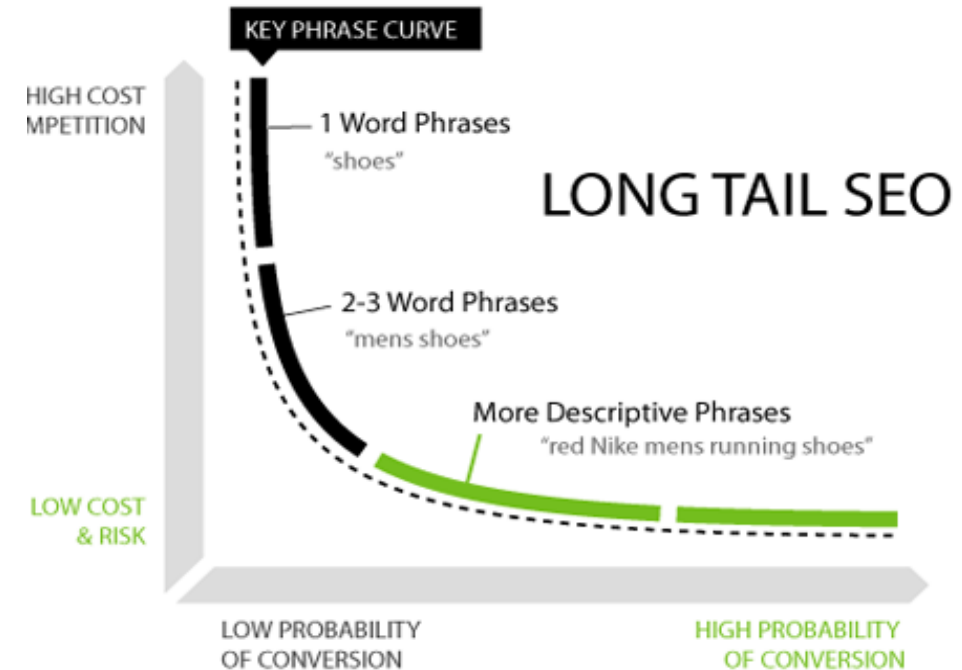 KEY PHRASE CURVE
HIGH COST
MPETITION
1 Word Phrases
"shoes"
LONG TAIL SEO
2-3 Word Phrases
"mens shoes"
More Descriptive Phrases
"red Nike mens running shoes"
LOW COST
& RISK
LOW PROBABILITY
OF CONVERSION
HIGH PROBABILITY
OF CONVERSION